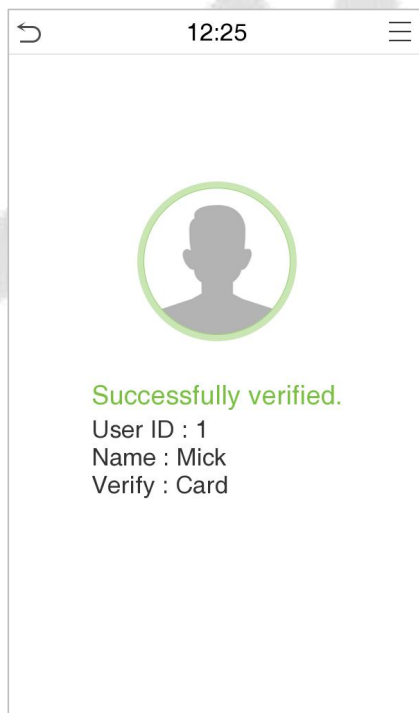 12:25
Successfully verified.
User ID : 1
Name : Mick
Verify : Card